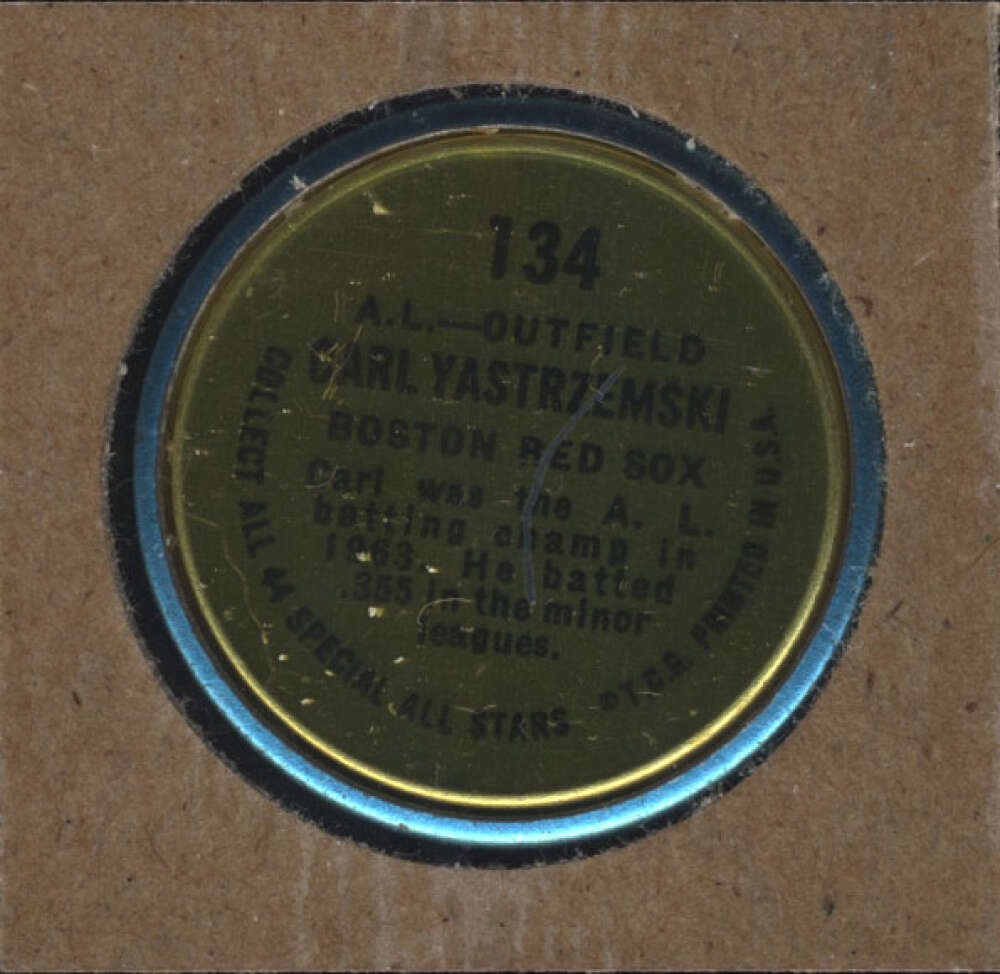 134
A.L.—OUTFIELD
CARL YASTRZEMSKI
BOSTON RED SOX
Carl was the A. L.
batting champ in
1963. He batted
.355 in the minor
leagues.
COLLECT ALL 44 SPECIAL ALL STARS
©T.C.G. PRINTED IN U.S.A.